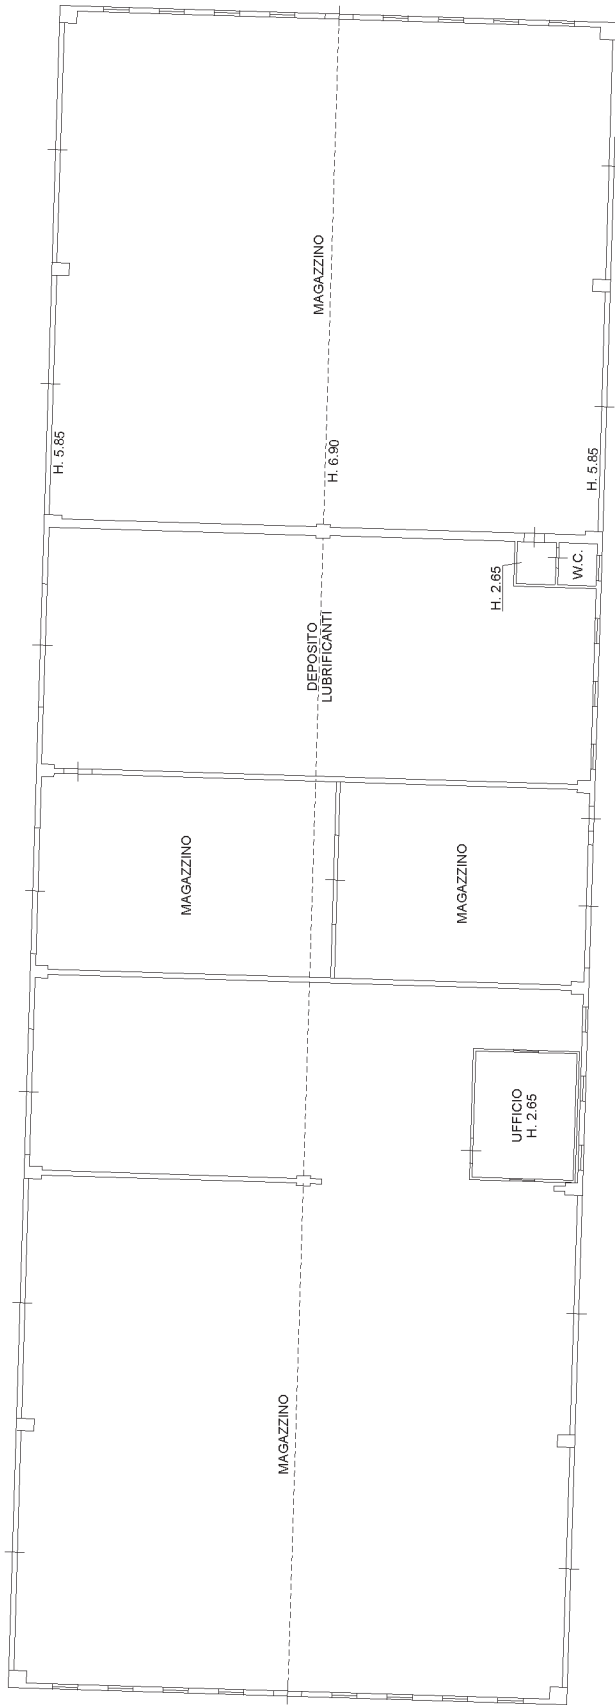 MAGAZZINO
H. 5.85
H. 6.90
H. 5.85
H. 2.65
W.C.
DEPOSITO
LUBRIFICANTI
MAGAZZINO
MAGAZZINO
UFFICIO
H. 2.65
MAGAZZINO